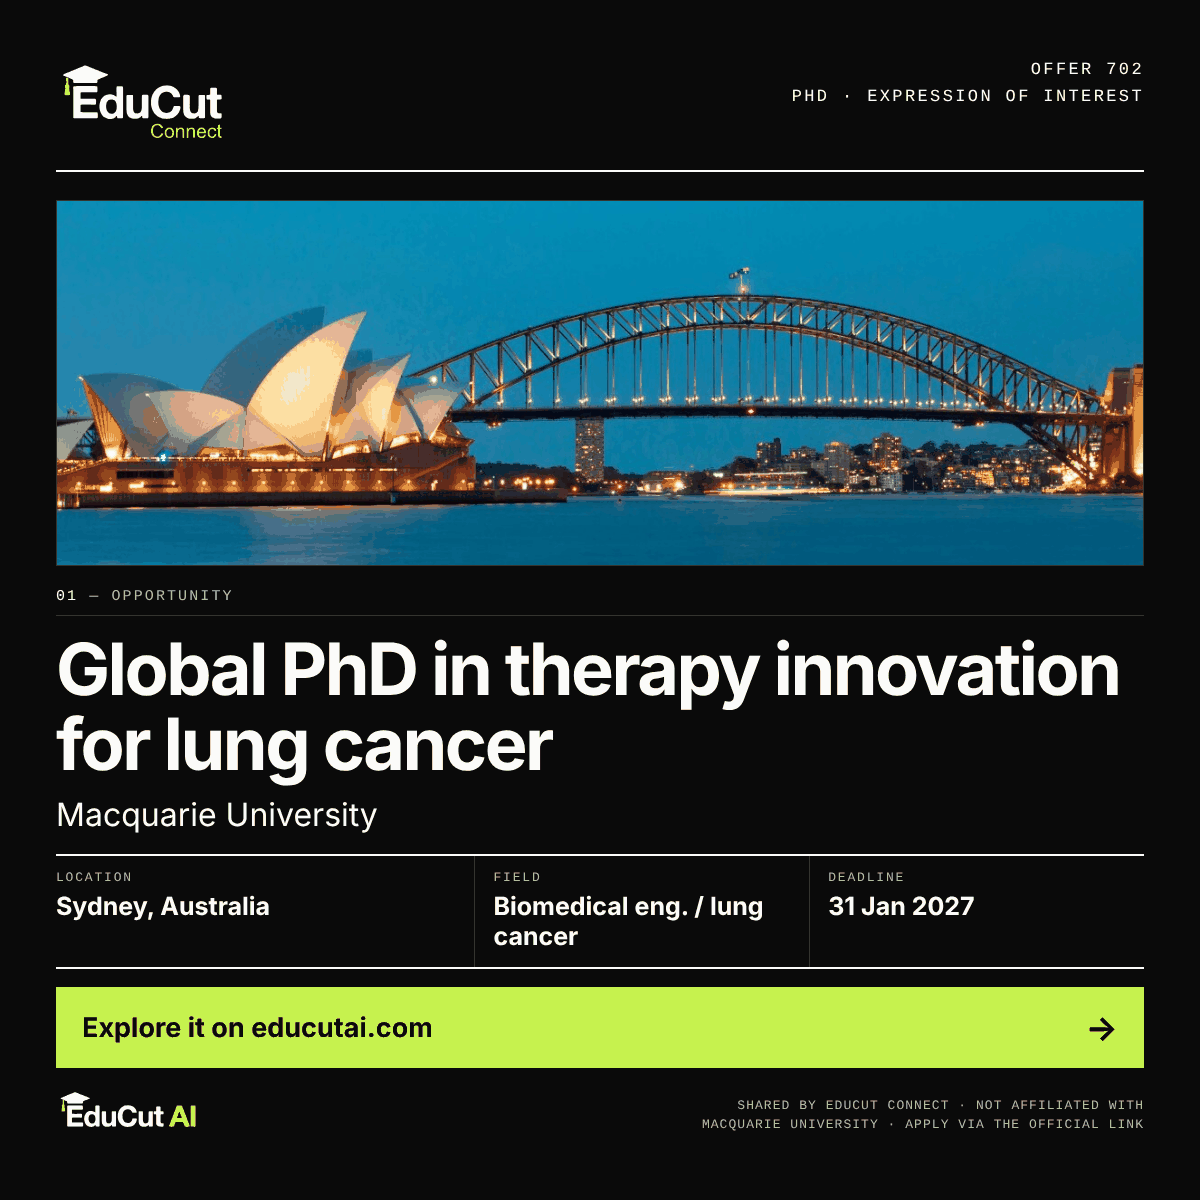 EduCut
Connect
OFFER 702
PHD · EXPRESSION OF INTEREST
01 — OPPORTUNITY
Global PhD in therapy innovation
for lung cancer
Macquarie University
LOCATION
Sydney, Australia
FIELD
Biomedical eng. / lung
cancer
DEADLINE
31 Jan 2027
Explore it on educutai.com →
EduCut AI
SHARED BY EDUCUT CONNECT · NOT AFFILIATED WITH
MACQUARIE UNIVERSITY · APPLY VIA THE OFFICIAL LINK